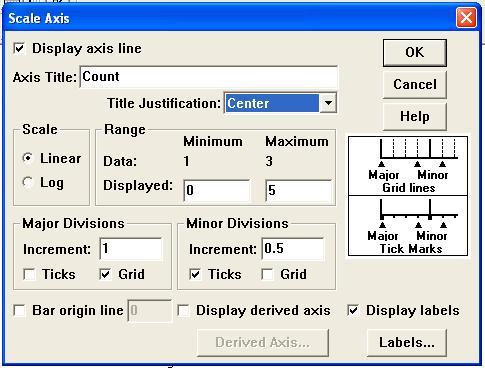 Scale Axis
Display axis line
OK
Axis Title: Count
Cancel
Title Justification: Center
Help
Scale
Range
Minimum Maximum
Linear
Data: 1 3
Log
Displayed: 0 5
Major Minor
Grid lines
Major Minor
Tick Marks
Major Divisions
Increment: 1
Ticks Grid
Minor Divisions
Increment: 0.5
Ticks Grid
Bar origin line 0 Display derived axis Display labels
Derived Axis... Labels...